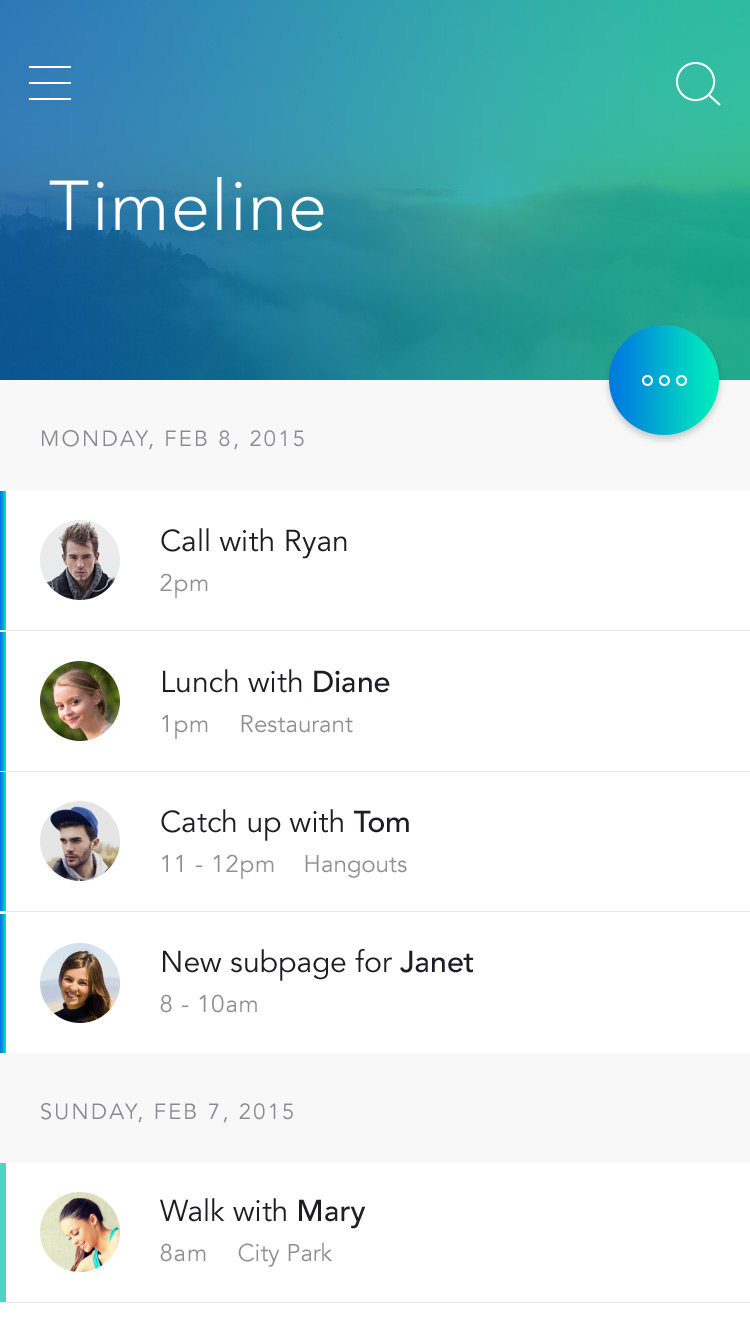 Timeline
MONDAY, FEB 8, 2015
Call with Ryan
2pm
Lunch with Diane
1pm Restaurant
Catch up with Tom
11 - 12pm Hangouts
New subpage for Janet
8 - 10am
SUNDAY, FEB 7, 2015
Walk with Mary
8am City Park